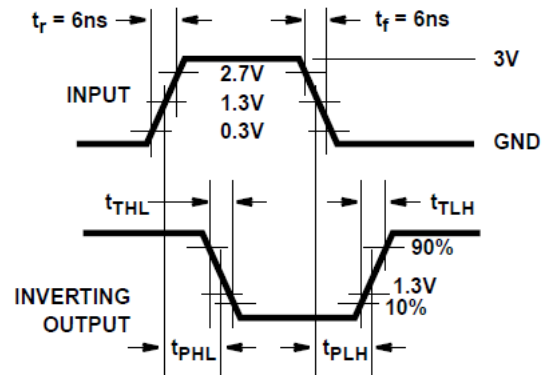 tr = 6ns
tf = 6ns
3V
INPUT
2.7V
1.3V
0.3V
GND
tTHL
tTLH
90%
1.3V
10%
INVERTING
OUTPUT
tPHL
tPLH